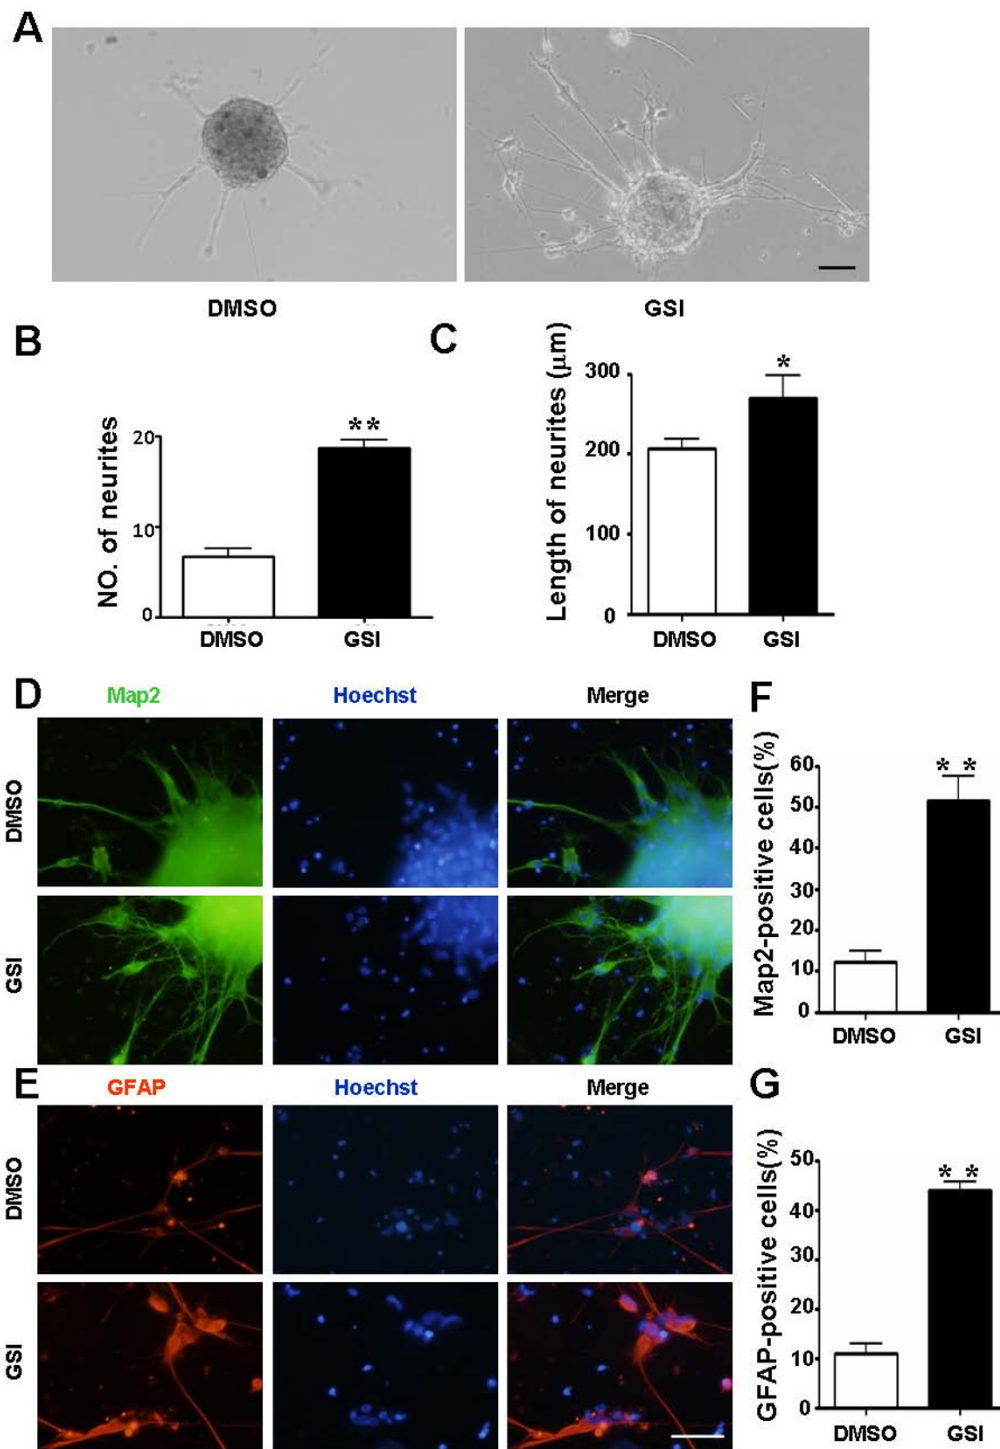 A
DMSO GSI
B
NO. of neurites
20
**
10
0
DMSO GSI
C
Length of neurites (μm)
300
*
200
100
0
DMSO GSI
D
Map2 Hoechst Merge
DMSO
GSI
F
Map2-positive cells(%)
60
* *
50
40
30
20
10
0
DMSO GSI
E
GFAP Hoechst Merge
DMSO
GSI
G
GFAP-positive cells(%)
50
* *
40
30
20
10
0
DMSO GSI